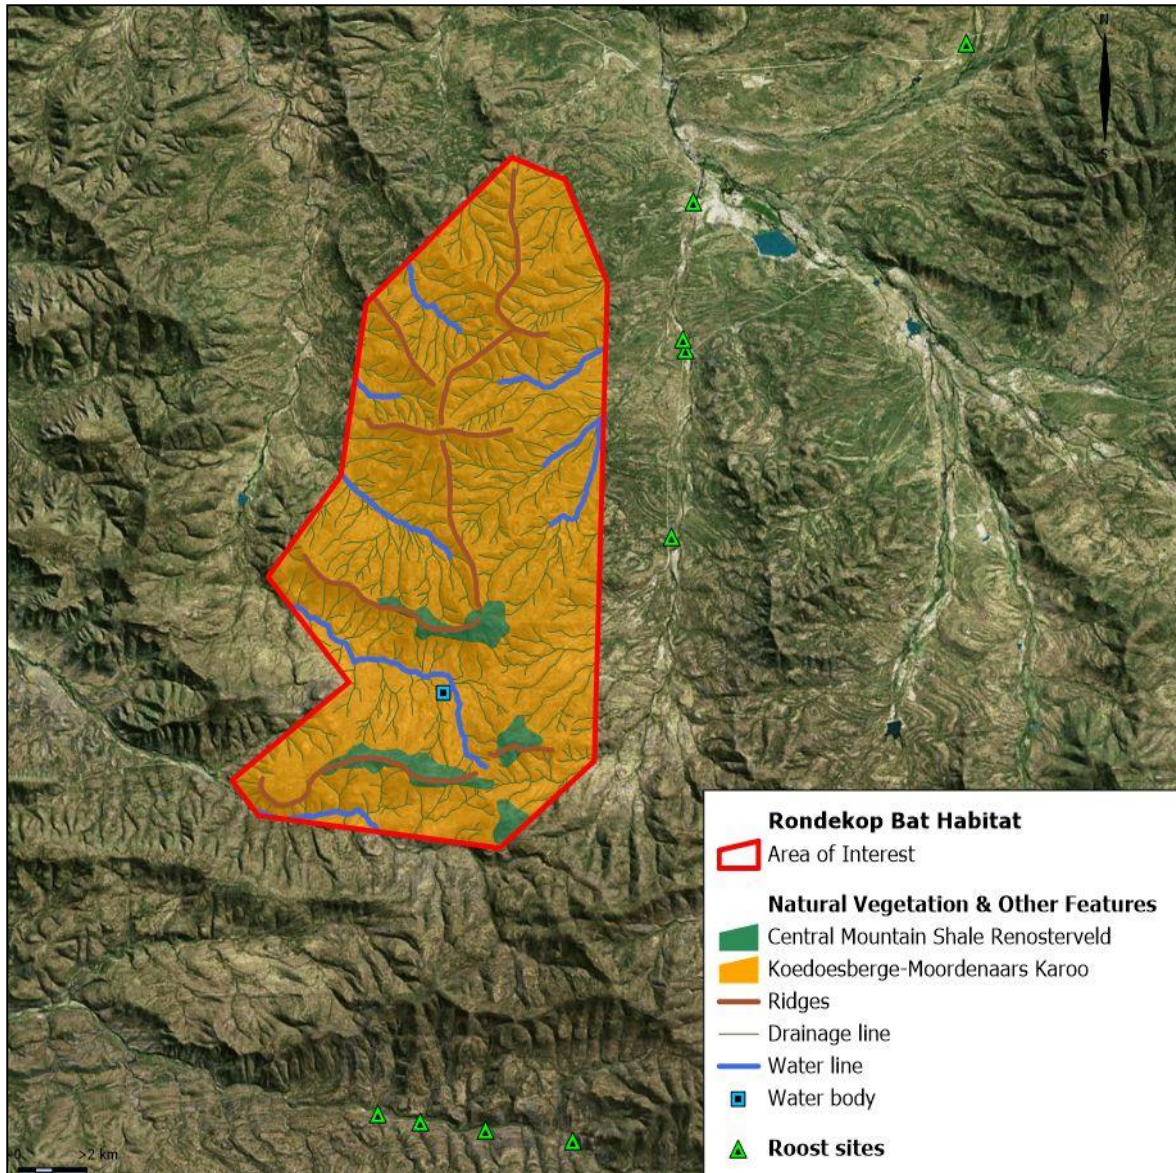 N
S
Rondekop Bat Habitat
Area of Interest
Natural Vegetation & Other Features
Central Mountain Shale Renosterveld
Koedoesberge-Moordenaars Karoo
Ridges
Drainage line
Water line
Water body
Roost sites
0 >2 km